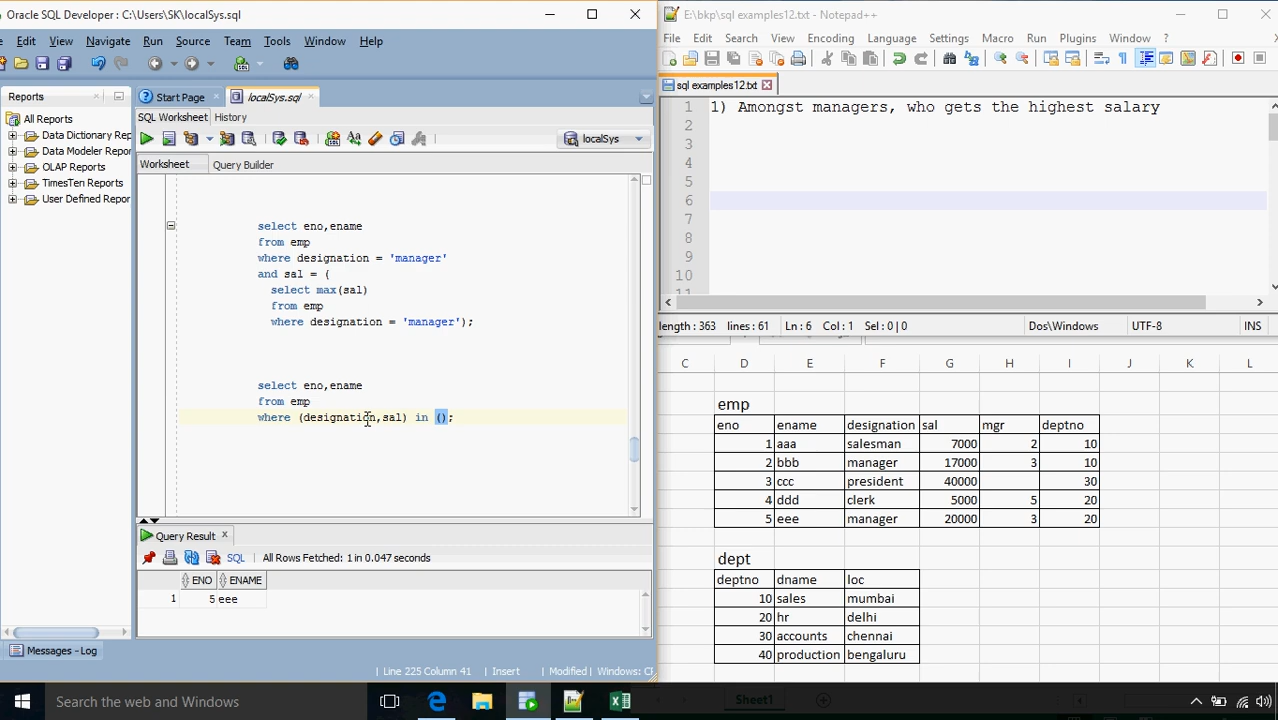 Oracle SQL Developer : C:\Users\SK\localSys.sql
Edit View Navigate Run Source Team Tools Window Help
Reports
All Reports
Data Dictionary Rep
Data Modeler Repor
OLAP Reports
TimesTen Reports
User Defined Repor
Start Page
localSys.sql
SQL Worksheet History
localSys
Worksheet Query Builder
select eno,ename
from emp
where designation = 'manager'
and sal = (
select max(sal)
from emp
where designation = 'manager');
select eno,ename
from emp
where (designation,sal) in ();
Query Result
SQL All Rows Fetched: 1 in 0.047 seconds
ENO ENAME
1 5 eee
Messages - Log
Line 225 Column 41 Insert Modified Windows: CF
E:\bkp\sql examples12.txt - Notepad++
File Edit Search View Encoding Language Settings Macro Run Plugins Window ?
sql examples12.txt
1 1) Amongst managers, who gets the highest salary
2
3
4
5
6
7
8
9
10
11
length : 363 lines : 61 Ln : 6 Col : 1 Sel : 0 | 0 Dos\Windows UTF-8 INS
C D E F G H I J K L
emp
eno ename designation sal mgr deptno
1 aaa salesman 7000 2 10
2 bbb manager 17000 3 10
3 ccc president 40000 30
4 ddd clerk 5000 5 20
5 eee manager 20000 3 20
dept
deptno dname loc
10 sales mumbai
20 hr delhi
30 accounts chennai
40 production bengaluru
Sheet1
Search the web and Windows